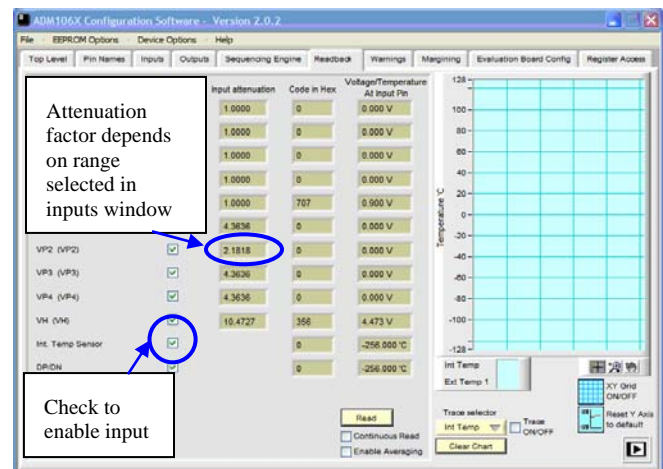 ADM106X Configuration Software - Version 2.0.2
File EEPROM Options Device Options Help
Top Level Pin Names Inputs Outputs Sequencing Engine Readback Warnings Margining Evaluation Board Config Register Access
Input attenuation Code in Hex Voltage/Temperature At Input Pin
1.0000 0 0.000 V
1.0000 0 0.000 V
1.0000 0 0.000 V
1.0000 0 0.000 V
1.0000 707 0.900 V
4.3636 0 0.000 V
VP2 (VP2) 2.1818 0 0.000 V
VP3 (VP3) 4.3636 0 0.000 V
VP4 (VP4) 4.3636 0 0.000 V
VH (VH) 10.4727 356 4.473 V
Int. Temp Sensor 0 -256.000 °C
DP/DN 0 -256.000 °C
Attenuation
factor depends
on range
selected in
inputs window
Check to
enable input
Read
Continuous Read
Enable Averaging
Temperature °C
128
100
80
60
40
20
0
-20
-40
-60
-80
-100
-128
Int Temp
Ext Temp 1
XY Grid
ON/OFF
Trace selector
Int Temp
Trace
ON/OFF
Clear Chart
Reset Y Axis
to default